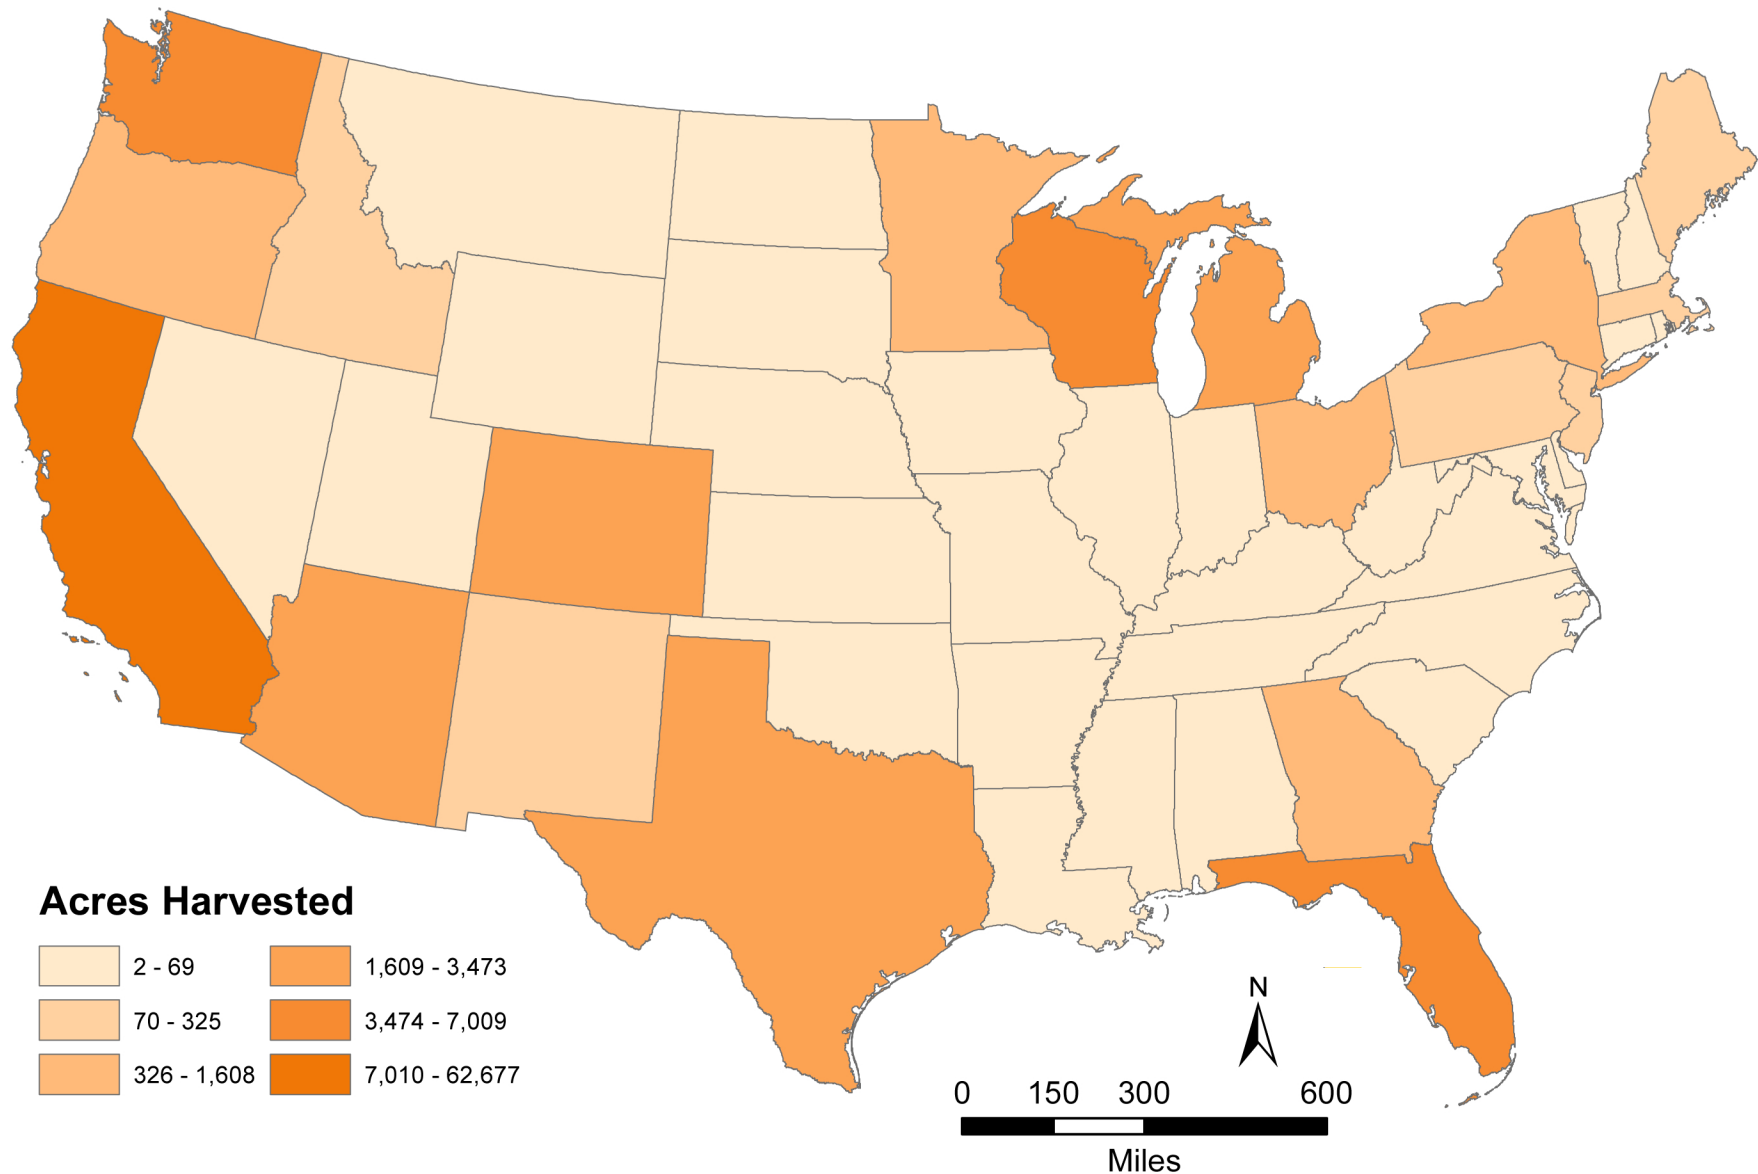 Acres Harvested
2 - 69
1,609 - 3,473
70 - 325
3,474 - 7,009
326 - 1,608
7,010 - 62,677
N
0 150 300 600
Miles